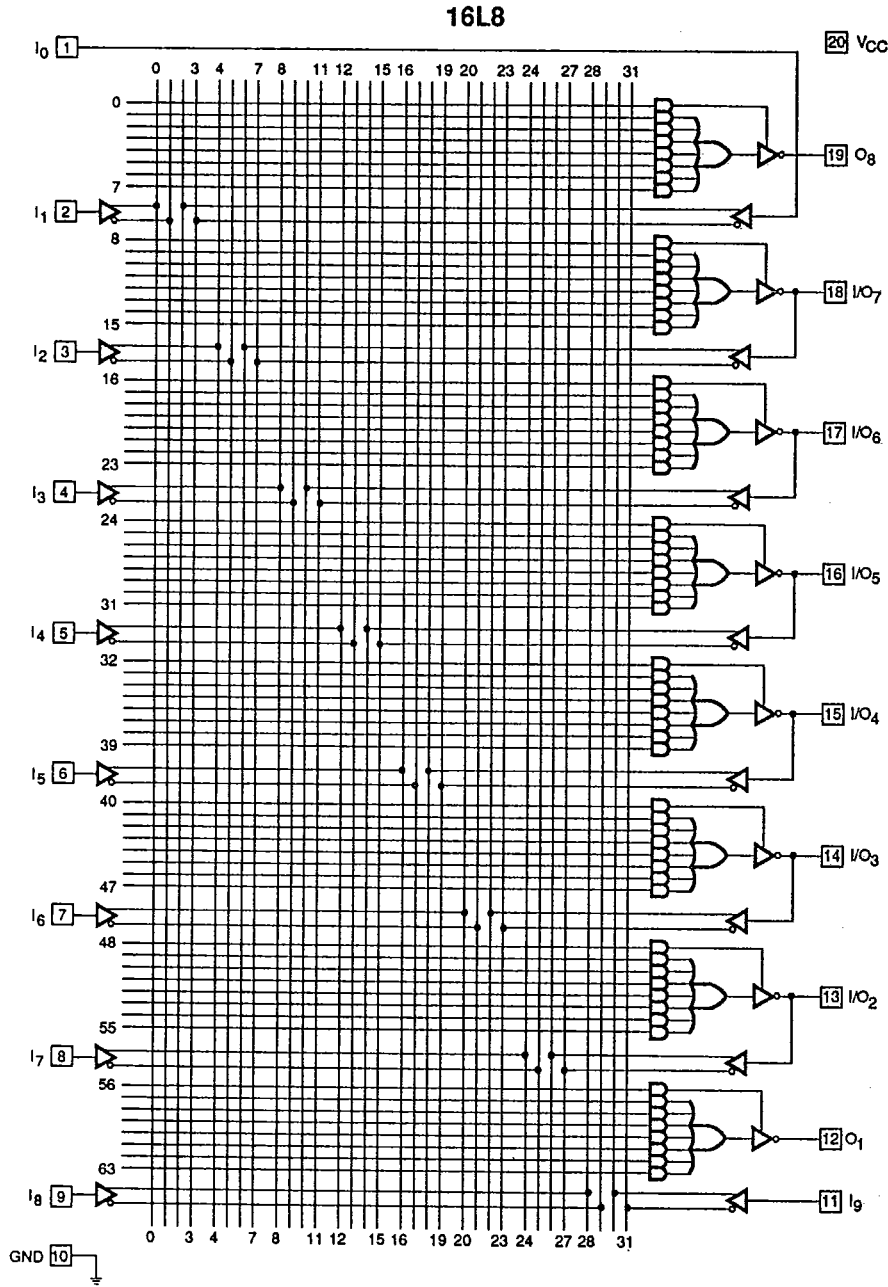 16L8
I0 1
20 VCC
0 3 4 7 8 11 12 15 16 19 20 23 24 27 28 31
0
19 O8
7
I1 2
8
18 I/O7
15
I2 3
16
17 I/O6
23
I3 4
24
16 I/O5
31
I4 5
32
15 I/O4
39
I5 6
40
14 I/O3
47
I6 7
48
13 I/O2
55
I7 8
56
12 O1
63
I8 9
11 I9
0 3 4 7 8 11 12 15 16 19 20 23 24 27 28 31
GND 10